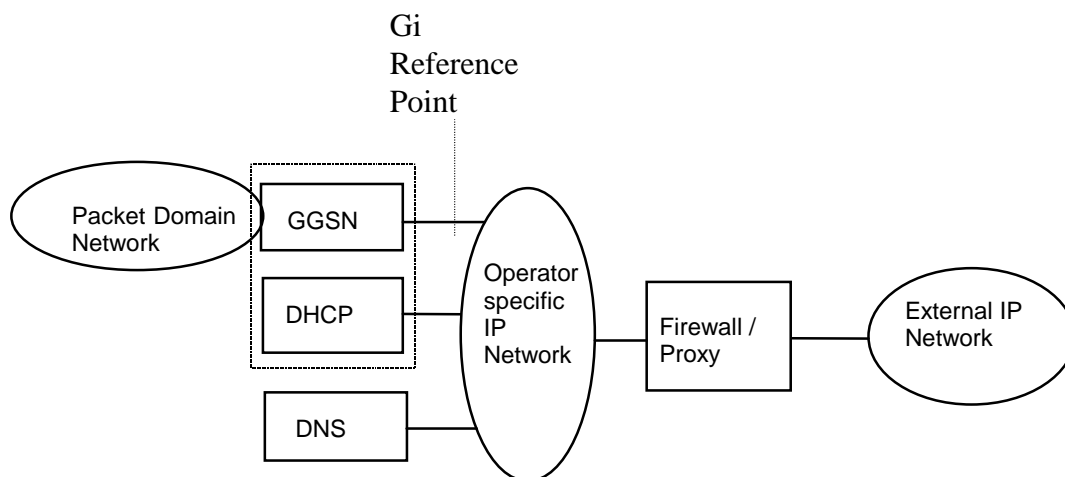 Gi
Reference
Point
Packet Domain
Network
GGSN
DHCP
DNS
Operator
specific
IP
Network
Firewall /
Proxy
External IP
Network